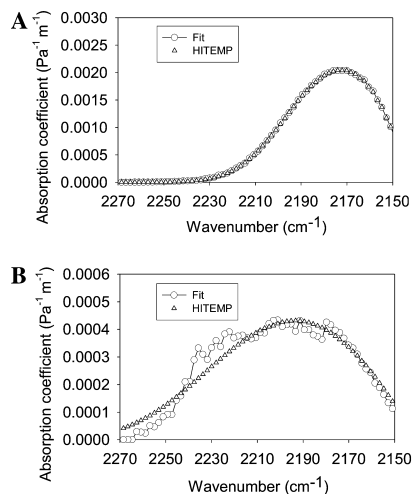 A
Absorption coefficient (Pa-1 m-1)
0.0030
0.0025
0.0020
0.0015
0.0010
0.0005
0.0000
Fit
HITEMP
2270 2250 2230 2210 2190 2170 2150
Wavenumber (cm-1)
B
Absorption coefficient (Pa-1 m-1)
0.0006
0.0005
0.0004
0.0003
0.0002
0.0001
0.0000
Fit
HITEMP
2270 2250 2230 2210 2190 2170 2150
Wavenumber (cm-1)